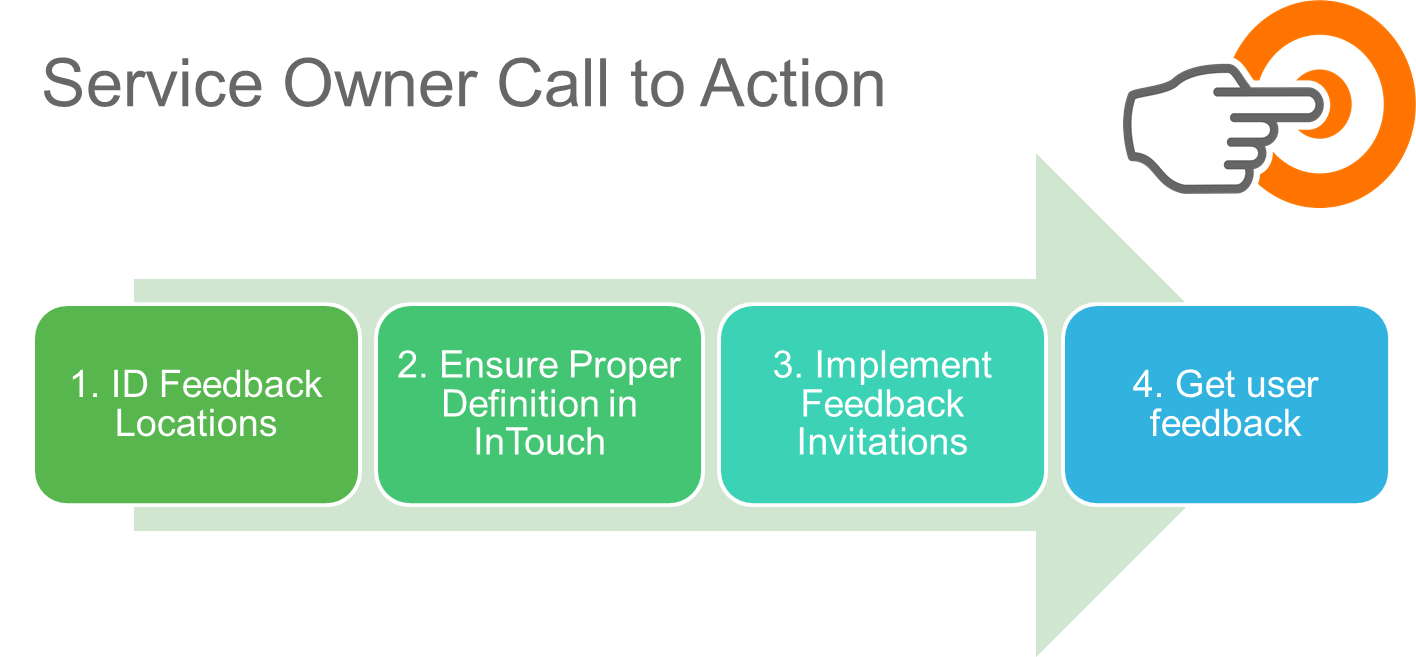 Service Owner Call to Action
1. ID Feedback
Locations
2. Ensure Proper
Definition in
InTouch
3. Implement
Feedback
Invitations
4. Get user
feedback